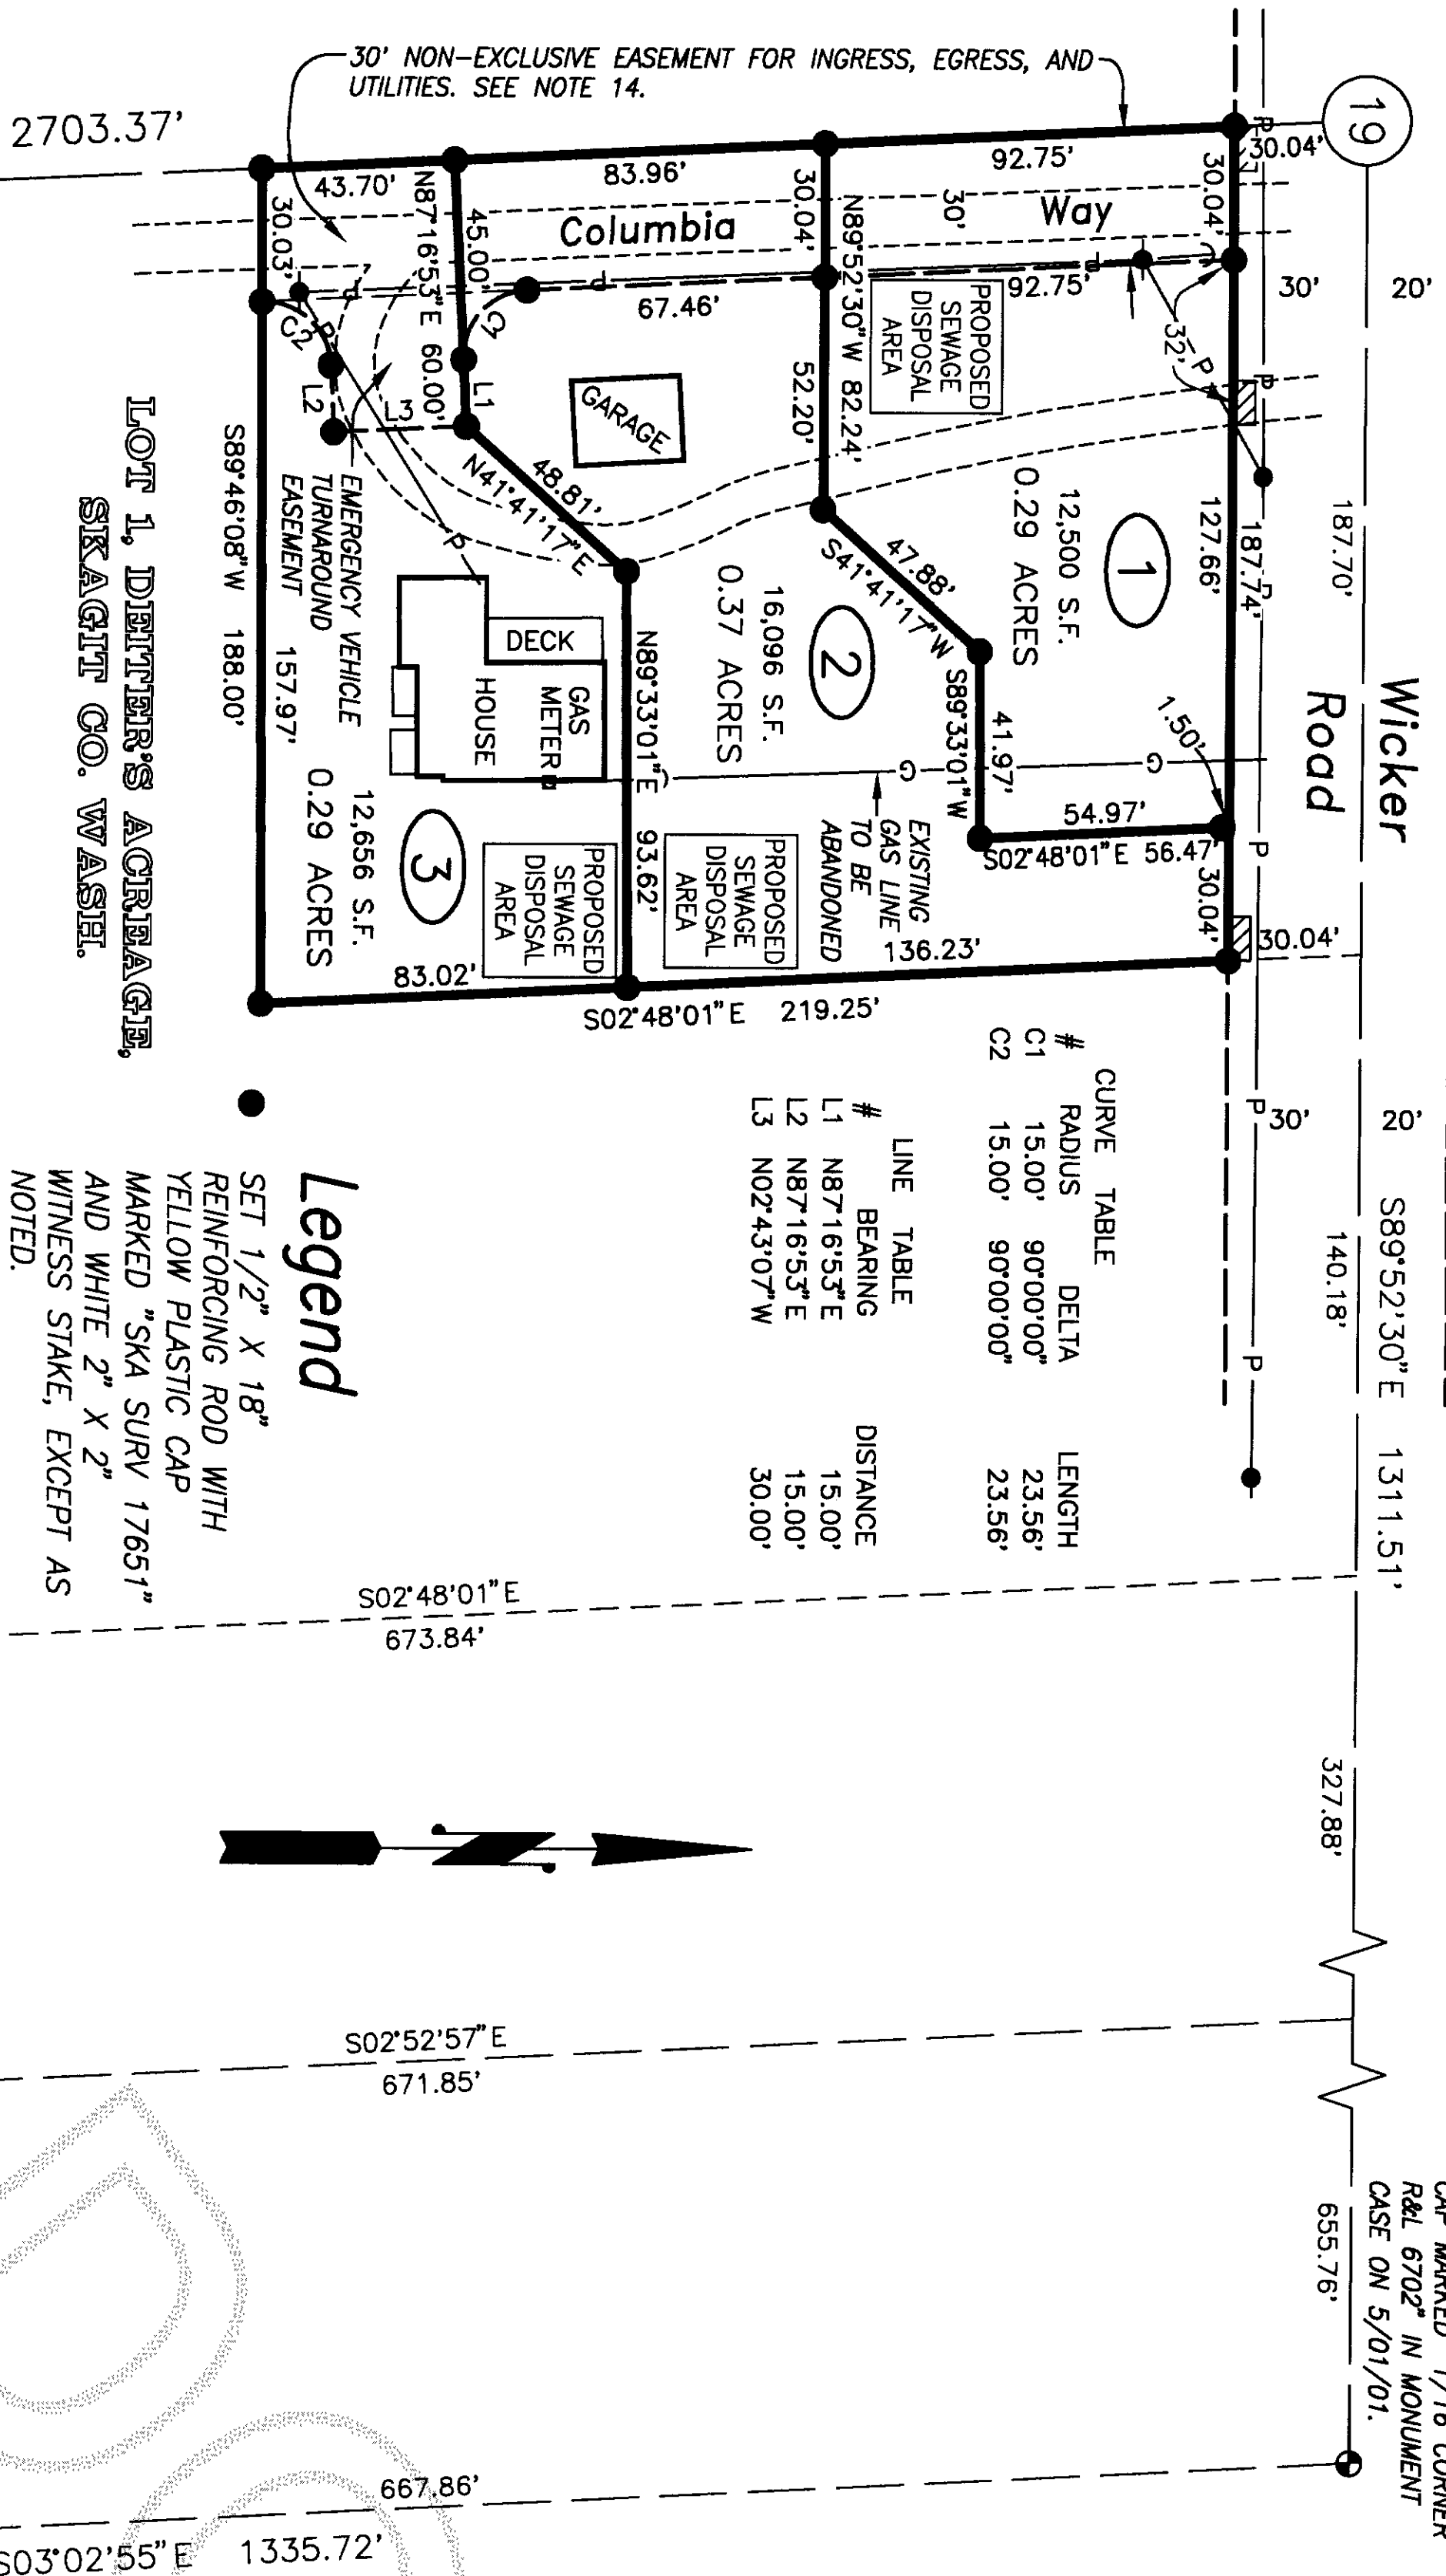 30' NON-EXCLUSIVE EASEMENT FOR INGRESS, EGRESS, AND
UTILITIES. SEE NOTE 14.
19
2703.37'
43.70'
83.96'
92.75'
30.04'
30.03'
N87°16'53"E 60.00'
45.00'
30.04'
N89°52'30"W 82.24'
30'
30.04'
Columbia Way
30'
20'
67.46'
92.75'
32'
P
C1
C2
L1
L2
L3
52.20'
PROPOSED
SEWAGE
DISPOSAL
AREA
GARAGE
48.81'
N41°41'17"E
47.88'
S41°41'17"W
12,500 S.F.
0.29 ACRES
1
127.66'
187.74'
187.70'
Wicker
Road
EMERGENCY VEHICLE
TURNAROUND
EASEMENT
S89°46'08"W 188.00'
157.97'
DECK
GAS
METER
HOUSE
16,096 S.F.
0.37 ACRES
2
N89°33'01"E 93.62'
S89°33'01"W
41.97'
1.50'
G
G
54.97'
S02°48'01"E 56.47'
EXISTING
GAS LINE
TO BE
ABANDONED
30.04'
30.04'
136.23'
12,656 S.F.
0.29 ACRES
3
PROPOSED
SEWAGE
DISPOSAL
AREA
PROPOSED
SEWAGE
DISPOSAL
AREA
83.02'
S02°48'01"E 219.25'
LOT 1, DEITER'S ACREAGE,
SKAGIT CO. WASH.
30'
20'
S89°52'30"E 1311.51'
140.18'
CURVE TABLE
# RADIUS DELTA LENGTH
C1 15.00' 90°00'00" 23.56'
C2 15.00' 90°00'00" 23.56'
LINE TABLE
# BEARING DISTANCE
L1 N87°16'53"E 15.00'
L2 N87°16'53"E 15.00'
L3 N02°43'07"W 30.00'
Legend
SET 1/2" X 18"
REINFORCING ROD WITH
YELLOW PLASTIC CAP
MARKED "SKA SURV 17651"
AND WHITE 2" X 2"
WITNESS STAKE, EXCEPT AS
NOTED.
S02°48'01"E
673.84'
327.88'
S02°52'57"E
671.85'
655.76'
CAP MARKED "1/16 CORNER
R&L 6702" IN MONUMENT
CASE ON 5/01/01.
667.86'
S03°02'55"E 1335.72'